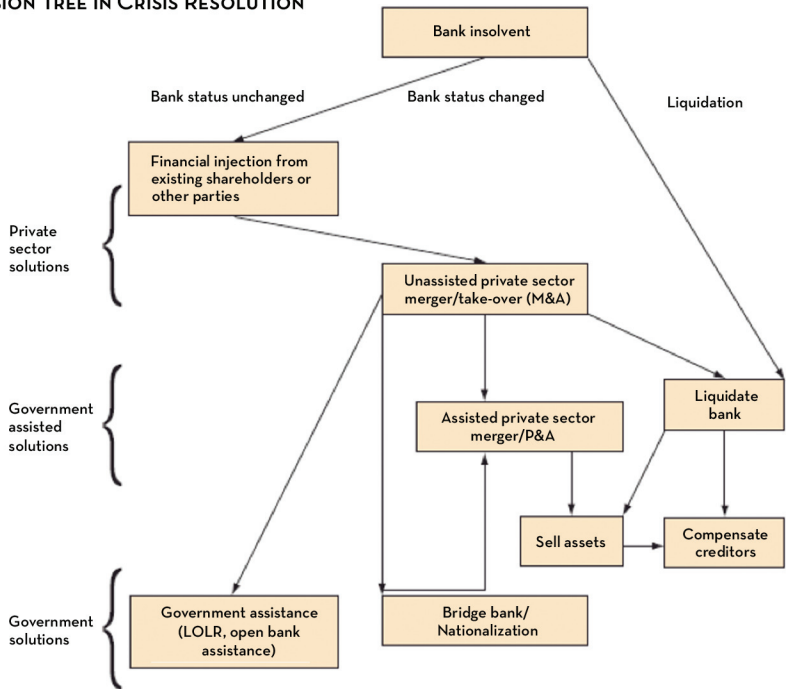 TREE IN CRISIS RESOLUTION
Bank insolvent
Bank status unchanged
Bank status changed
Liquidation
Financial injection from
existing shareholders or
other parties
Private
sector
solutions
Unassisted private sector
merger/take-over (M&A)
Government
assisted
solutions
Assisted private sector
merger/P&A
Liquidate
bank
Sell assets
Compensate
creditors
Government
solutions
Government assistance
(LOLR, open bank
assistance)
Bridge bank/
Nationalization